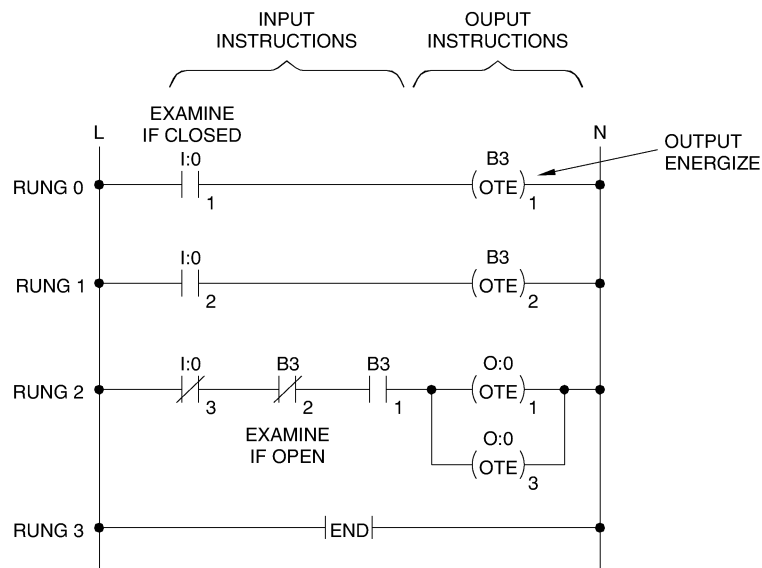 INPUT
INSTRUCTIONS
OUPUT
INSTRUCTIONS
EXAMINE
IF CLOSED
L
N
OUTPUT
ENERGIZE
RUNG 0
I:0
1
B3
OTE
1
RUNG 1
I:0
2
B3
OTE
2
RUNG 2
I:0
3
B3
2
EXAMINE
IF OPEN
B3
1
O:0
OTE
1
O:0
OTE
3
RUNG 3
END